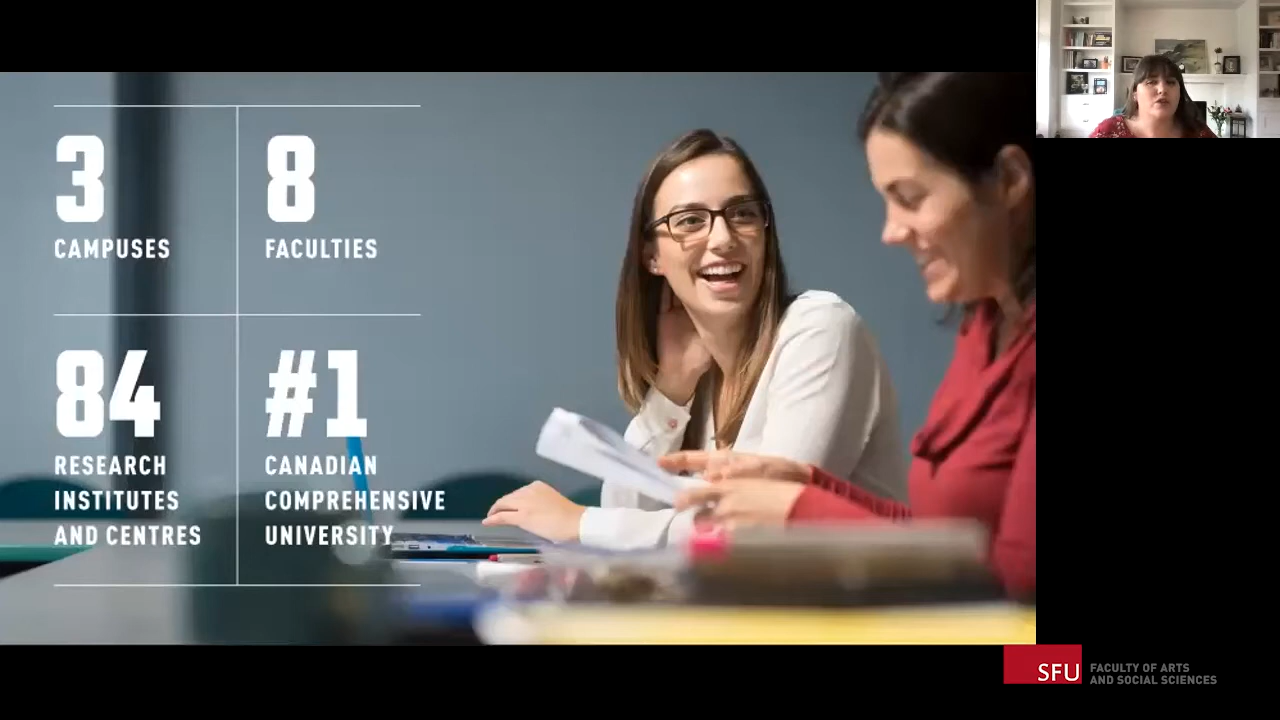 3
CAMPUSES
8
FACULTIES
84
RESEARCH
INSTITUTES
AND CENTRES
#1
CANADIAN
COMPREHENSIVE
UNIVERSITY
SFU
FACULTY OF ARTS
AND SOCIAL SCIENCES